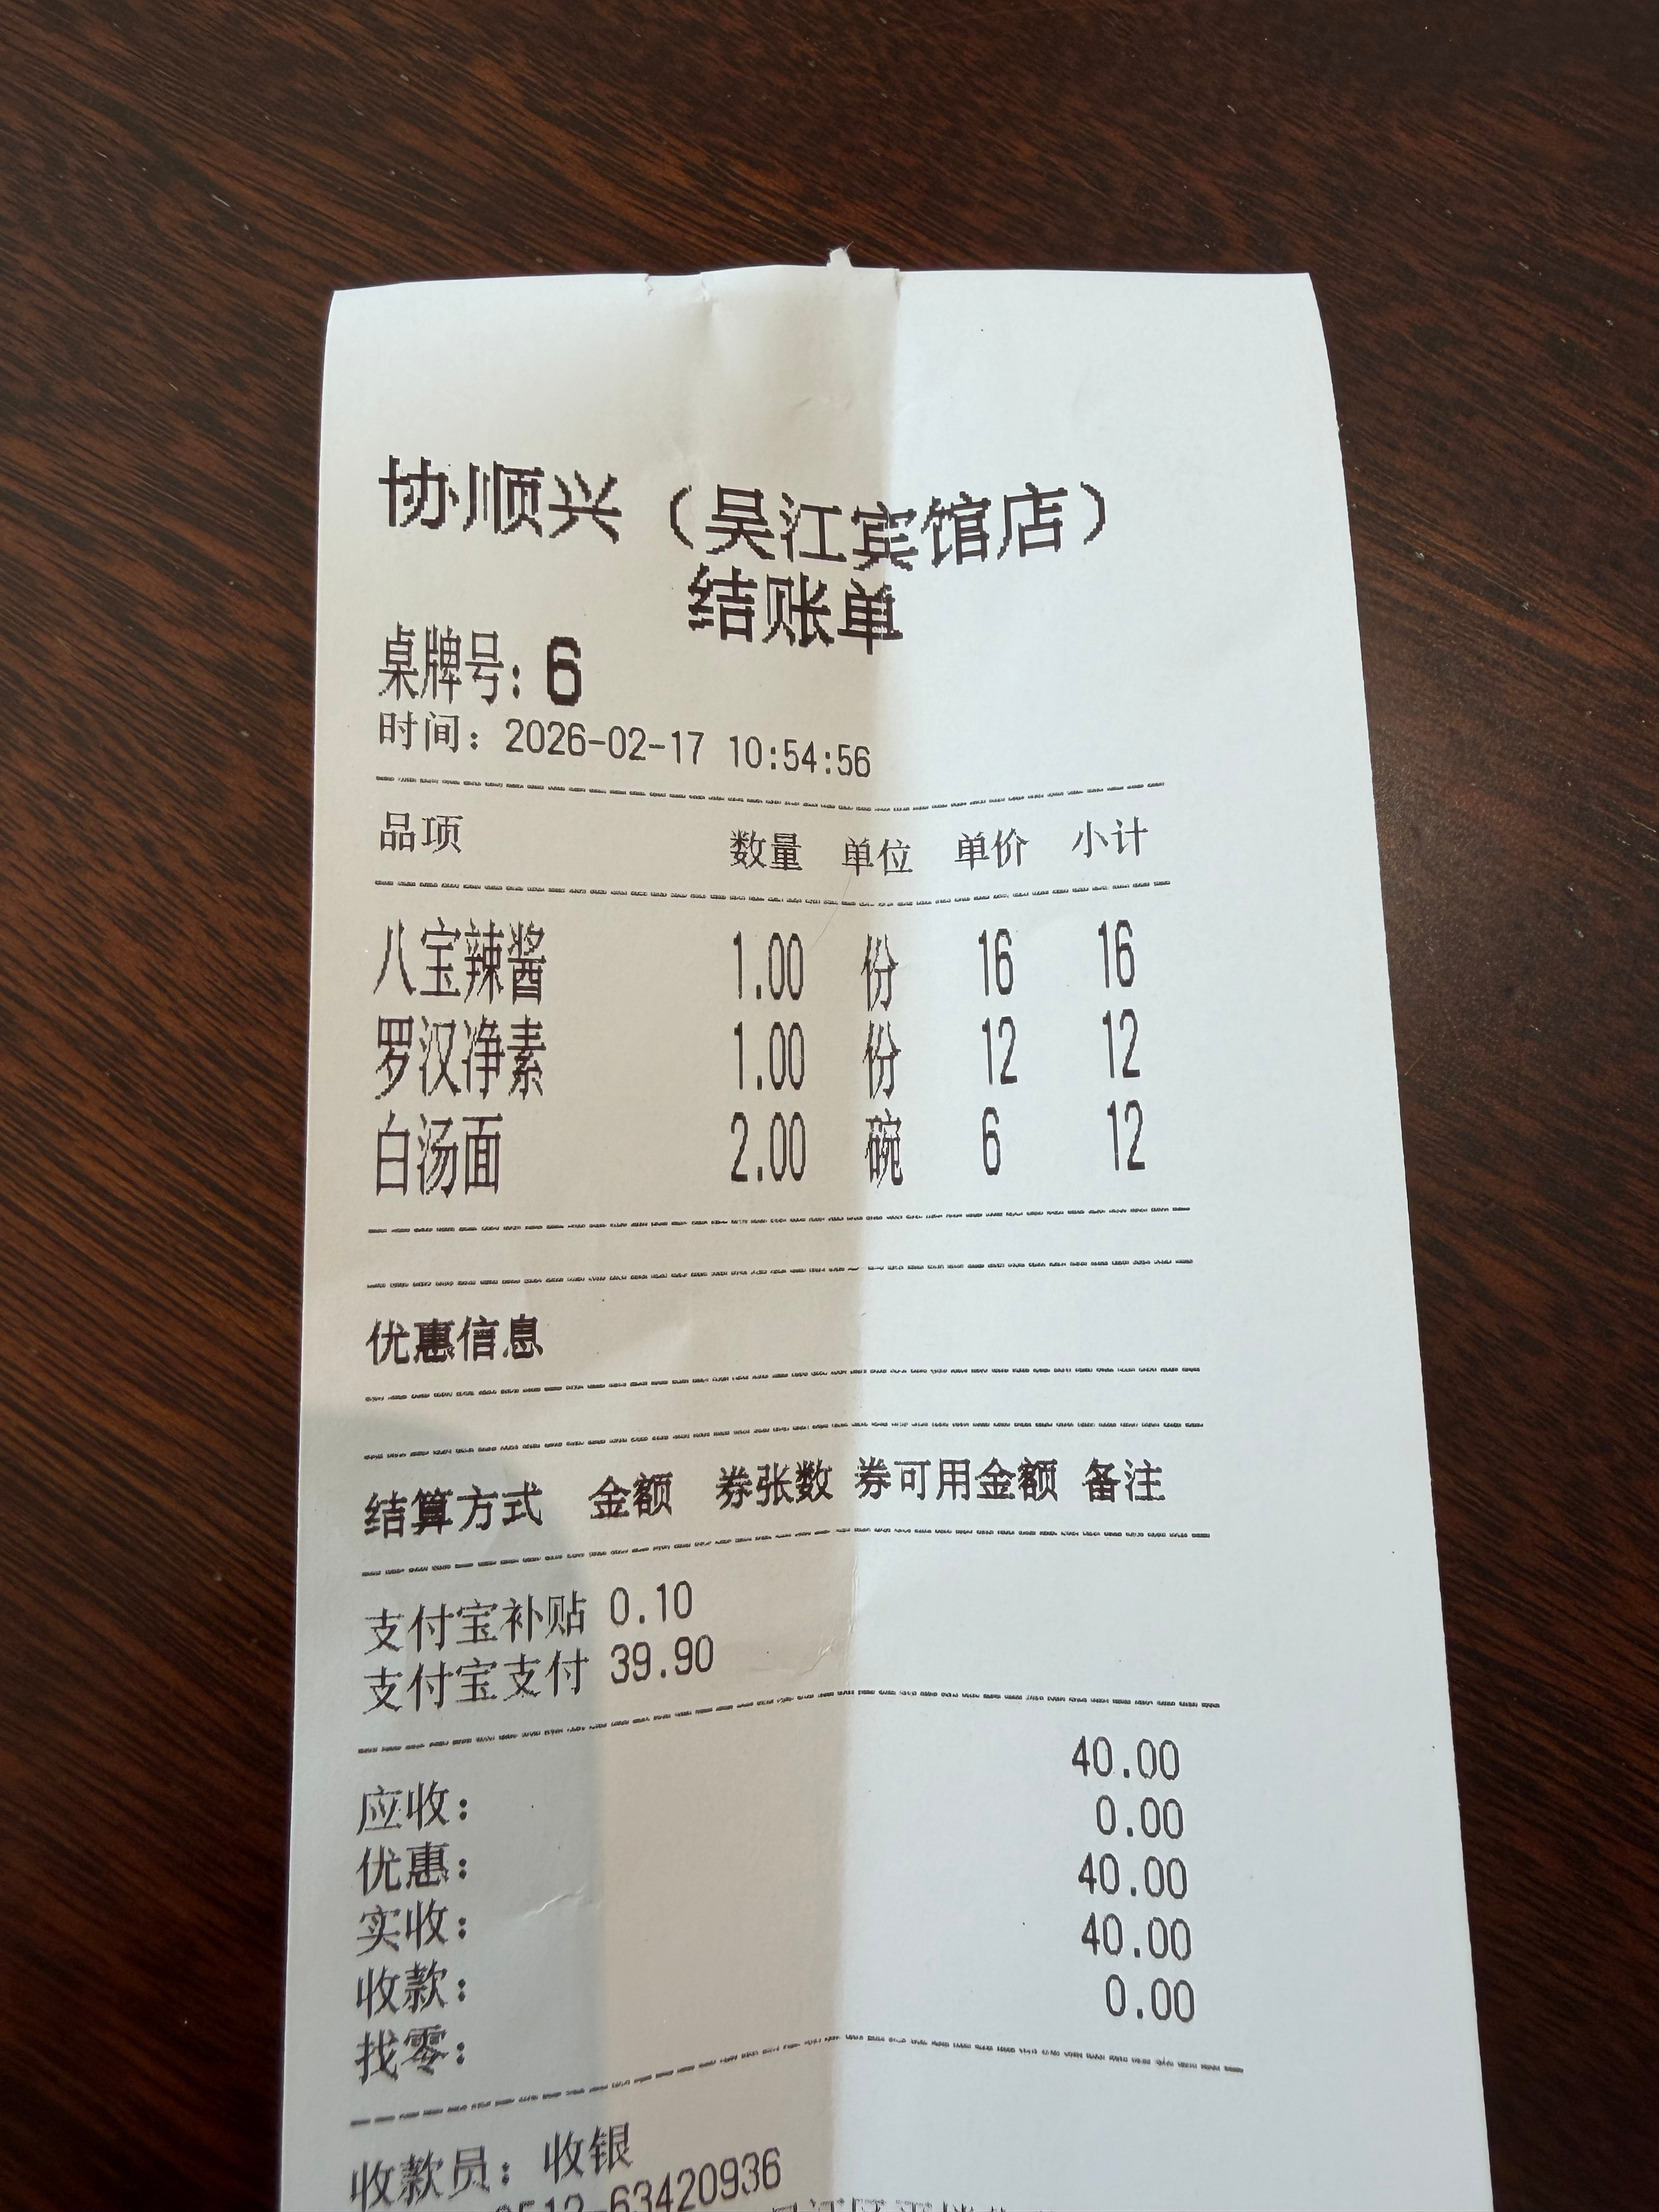 协顺兴（吴江宾馆店）
结账单
桌牌号：6
时间：2026-02-17 10:54:56
品项 数量 单位 单价 小计
八宝辣酱 1.00 份 16 16
罗汉净素 1.00 份 12 12
白汤面 2.00 碗 6 12
优惠信息
结算方式 金额 券张数 券可用金额 备注
支付宝补贴 0.10
支付宝支付 39.90
应收： 40.00
优惠： 0.00
实收： 40.00
收款： 40.00
找零： 0.00
收款员：收银
0512-63420936